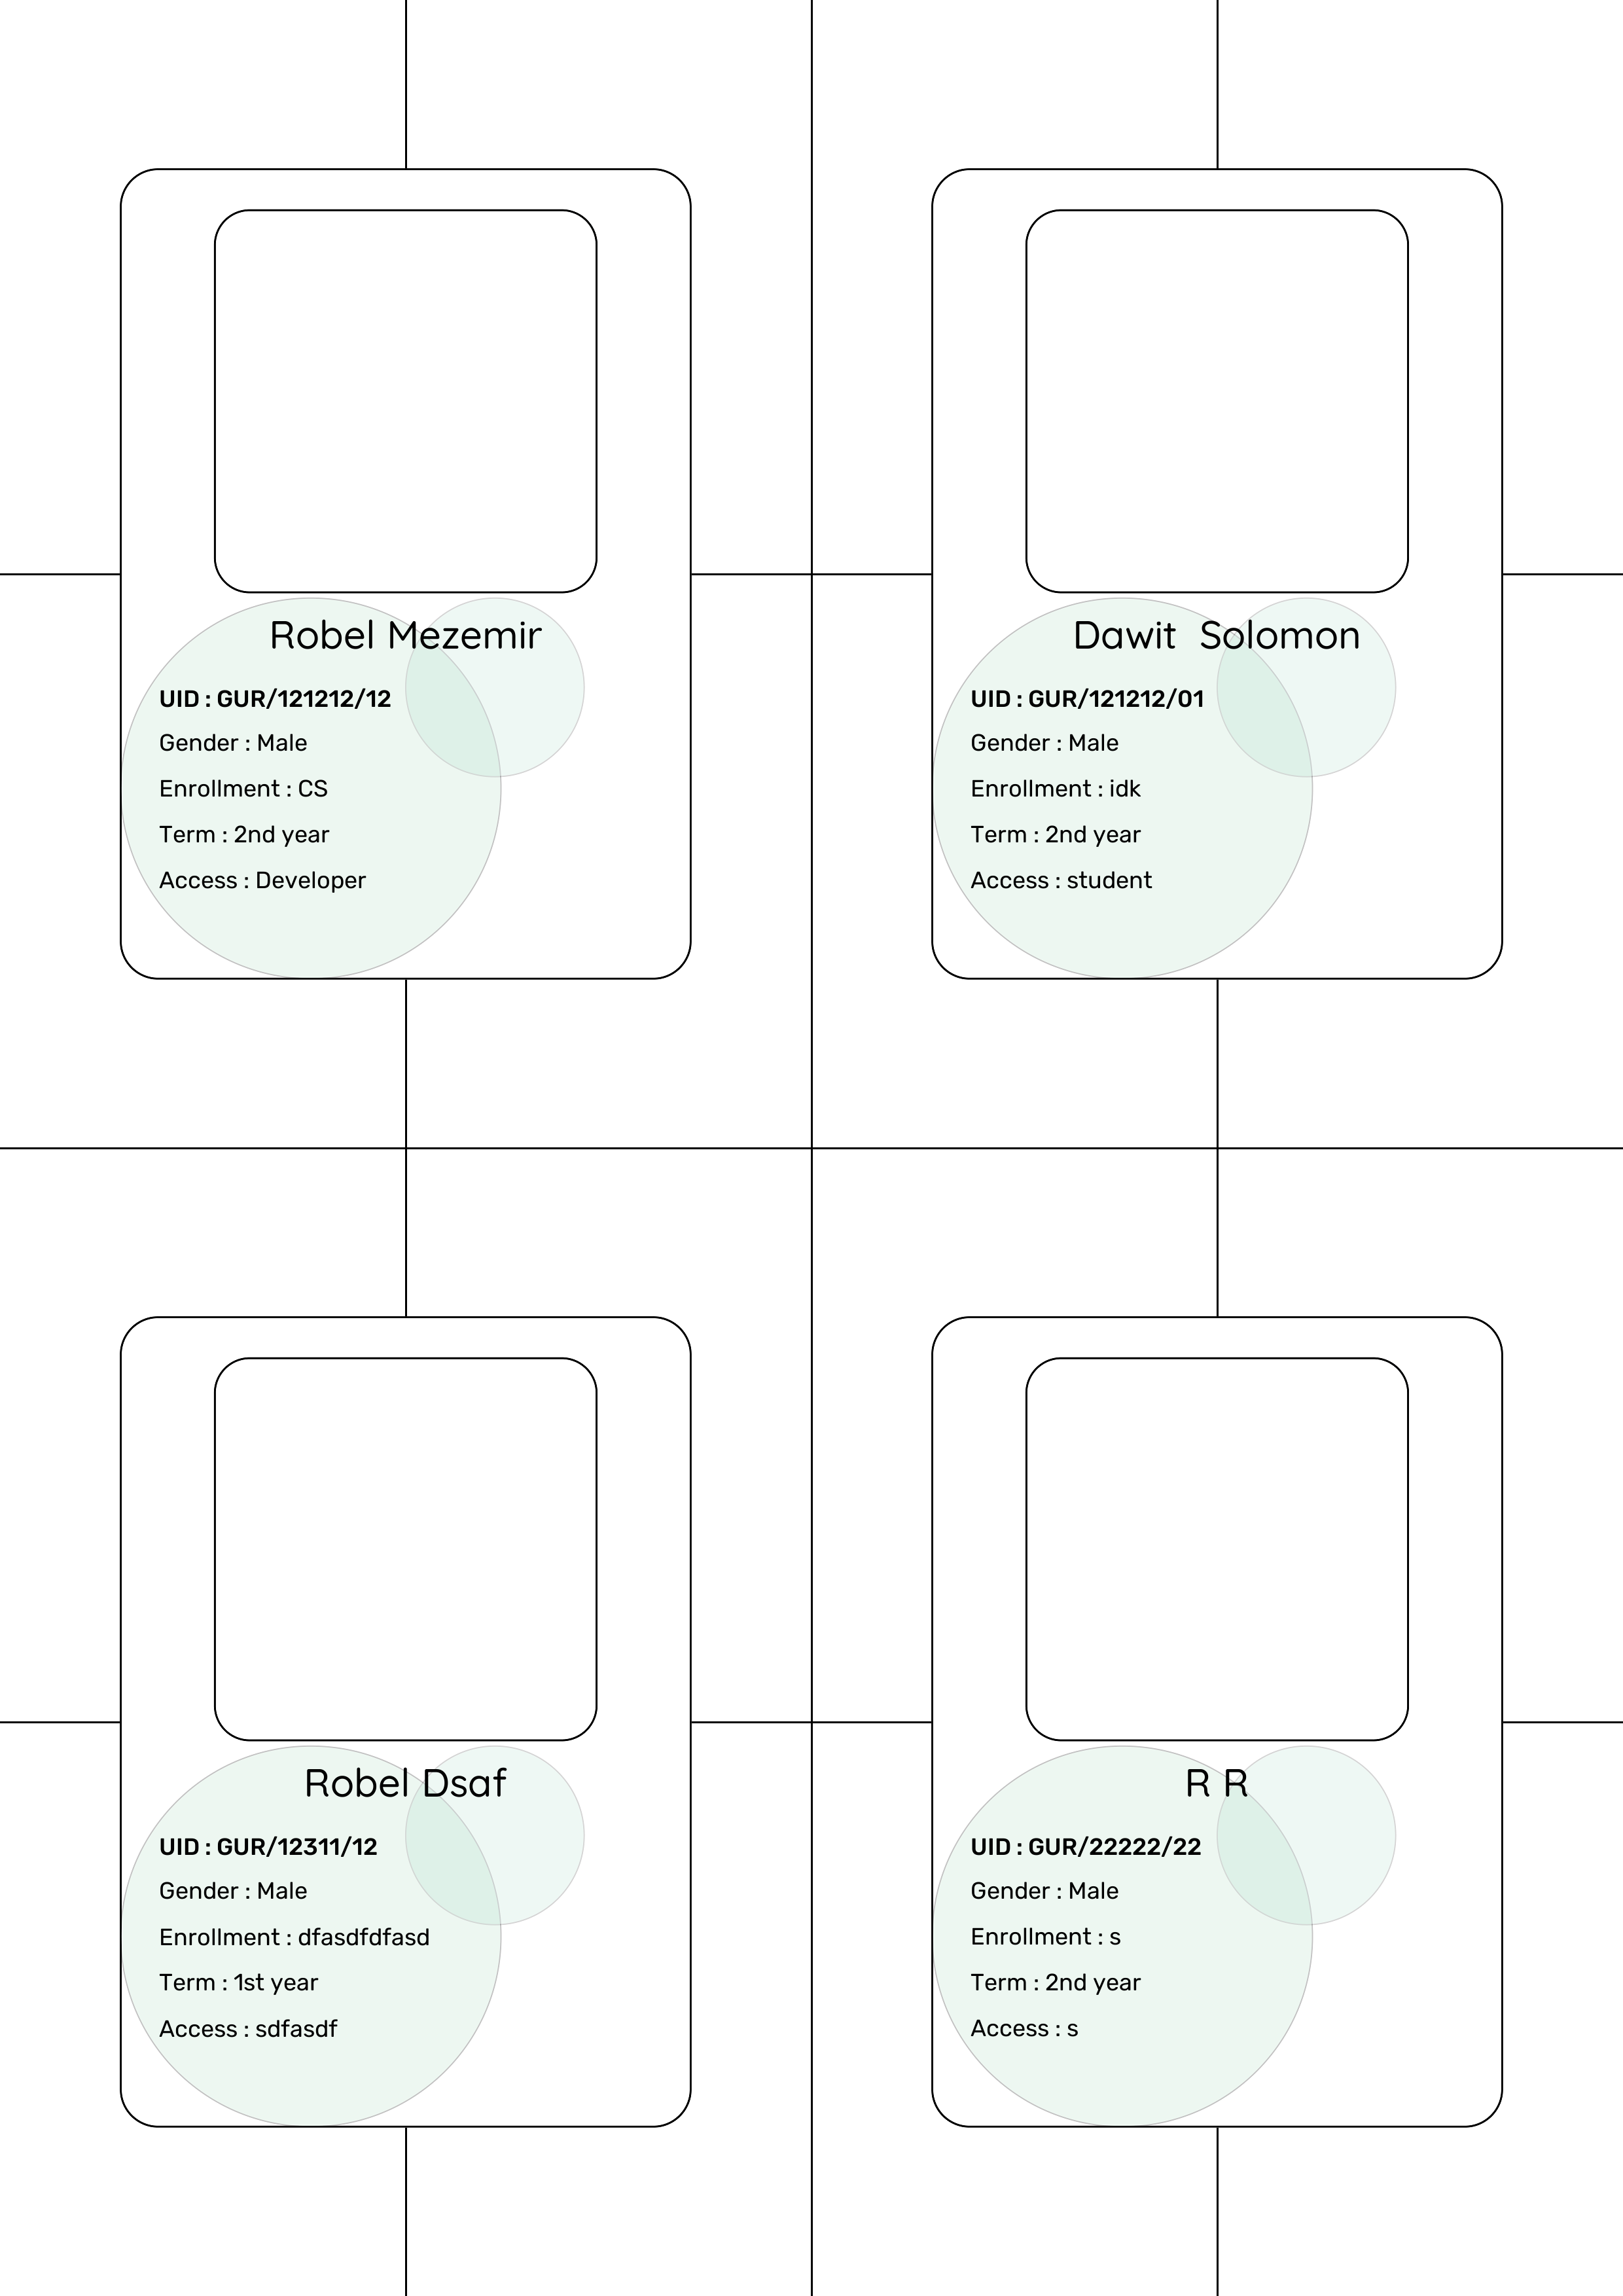 Robel Mezemir
UID : GUR/121212/12
Gender : Male
Enrollment : CS
Term : 2nd year
Access : Developer
Dawit  Solomon
UID : GUR/121212/01
Gender : Male
Enrollment : idk
Term : 2nd year
Access : student
Robel Dsaf
UID : GUR/12311/12
Gender : Male
Enrollment : dfasdfdfasd
Term : 1st year
Access : sdfasdf
R R
UID : GUR/22222/22
Gender : Male
Enrollment : s
Term : 2nd year
Access : s